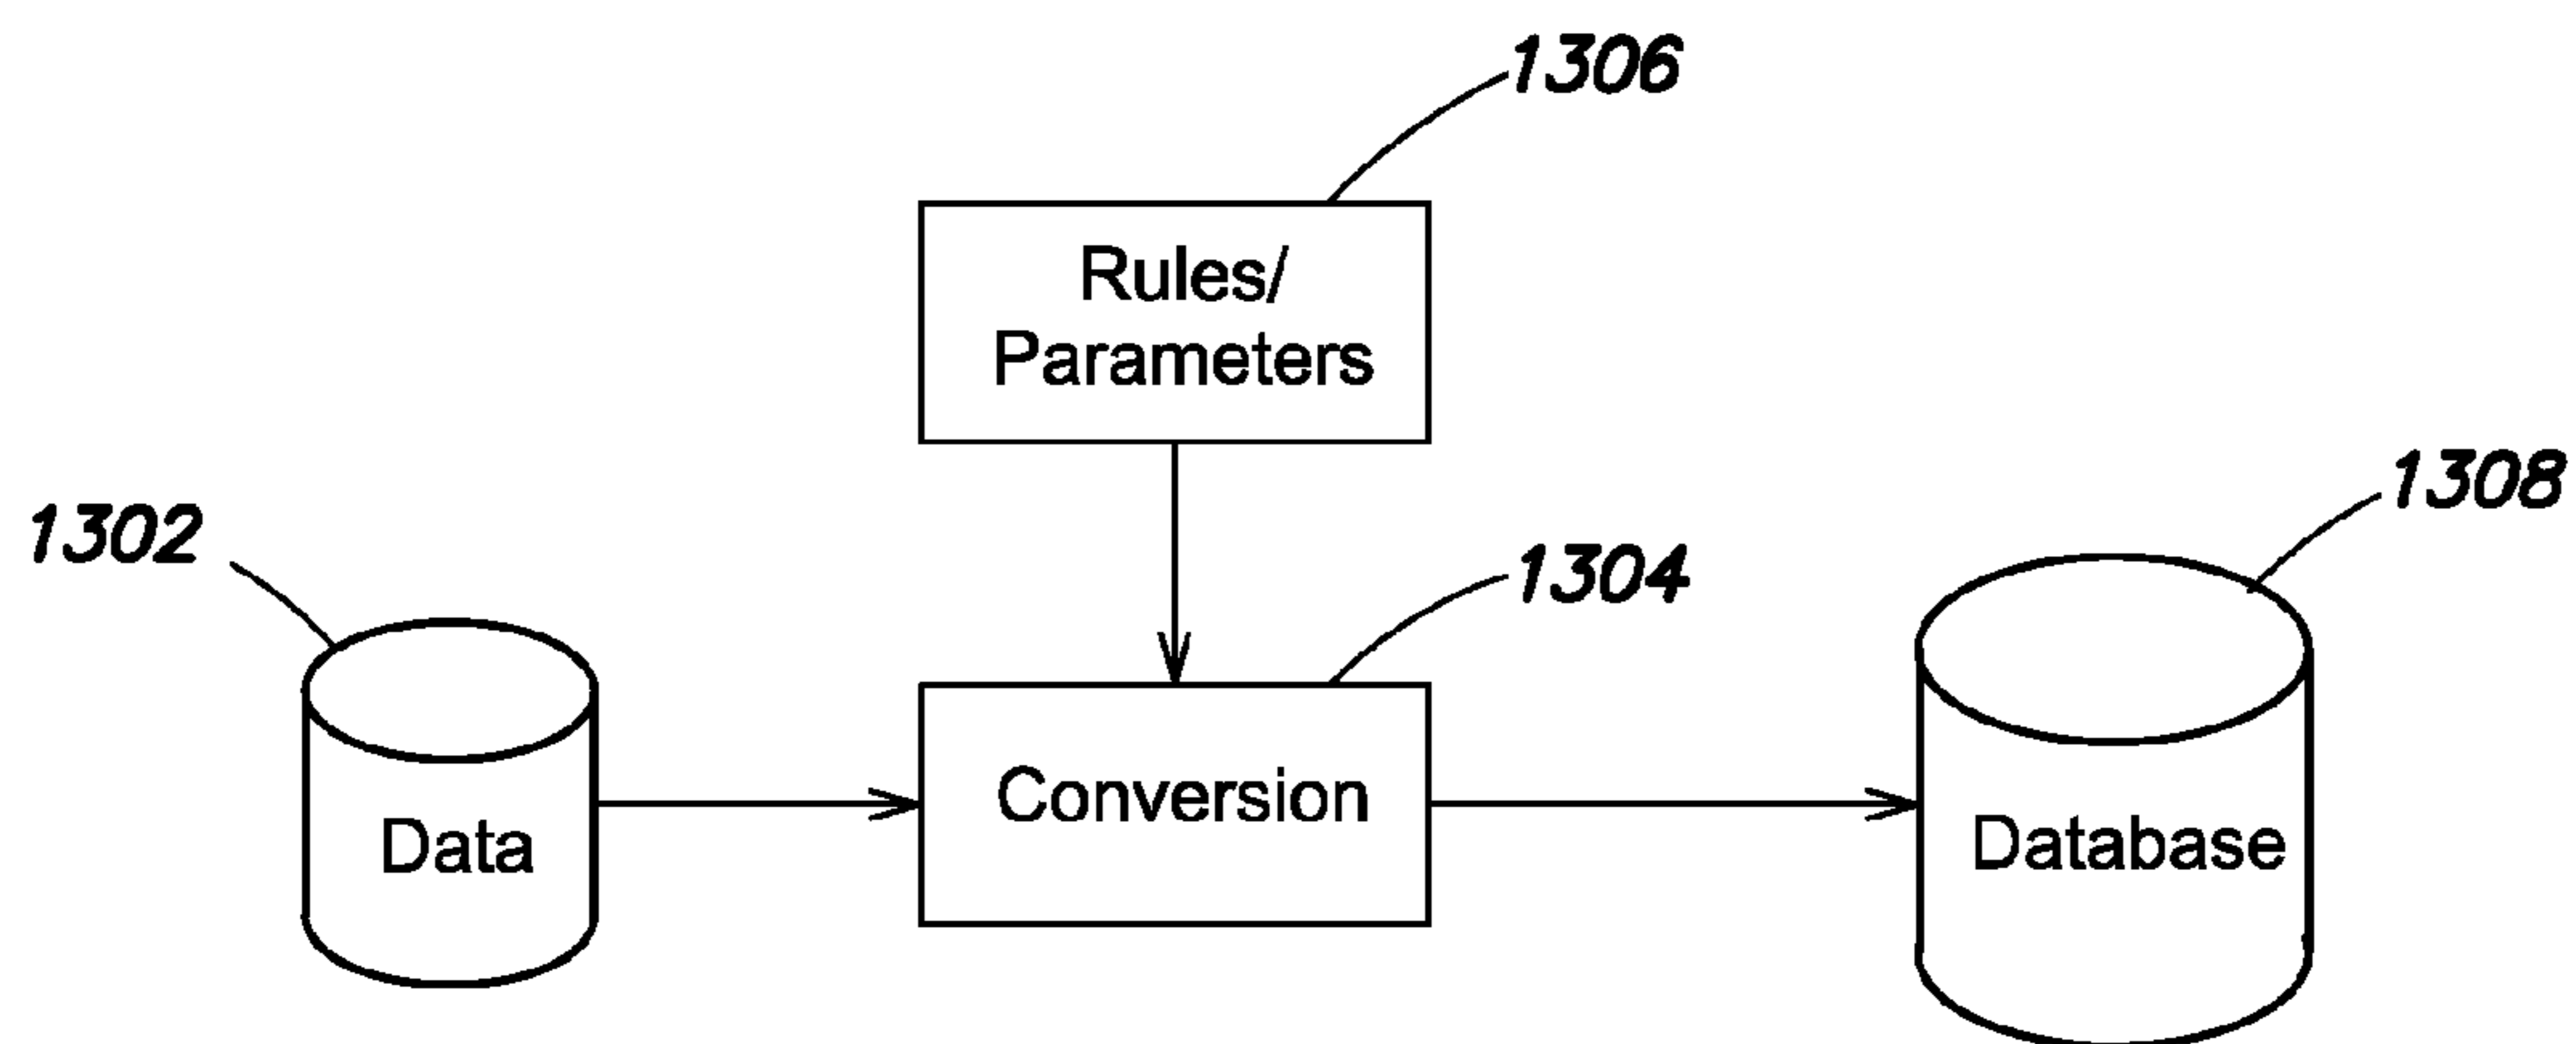 1306
Rules/
Parameters
1308
1302
1304
Conversion
Data
Database